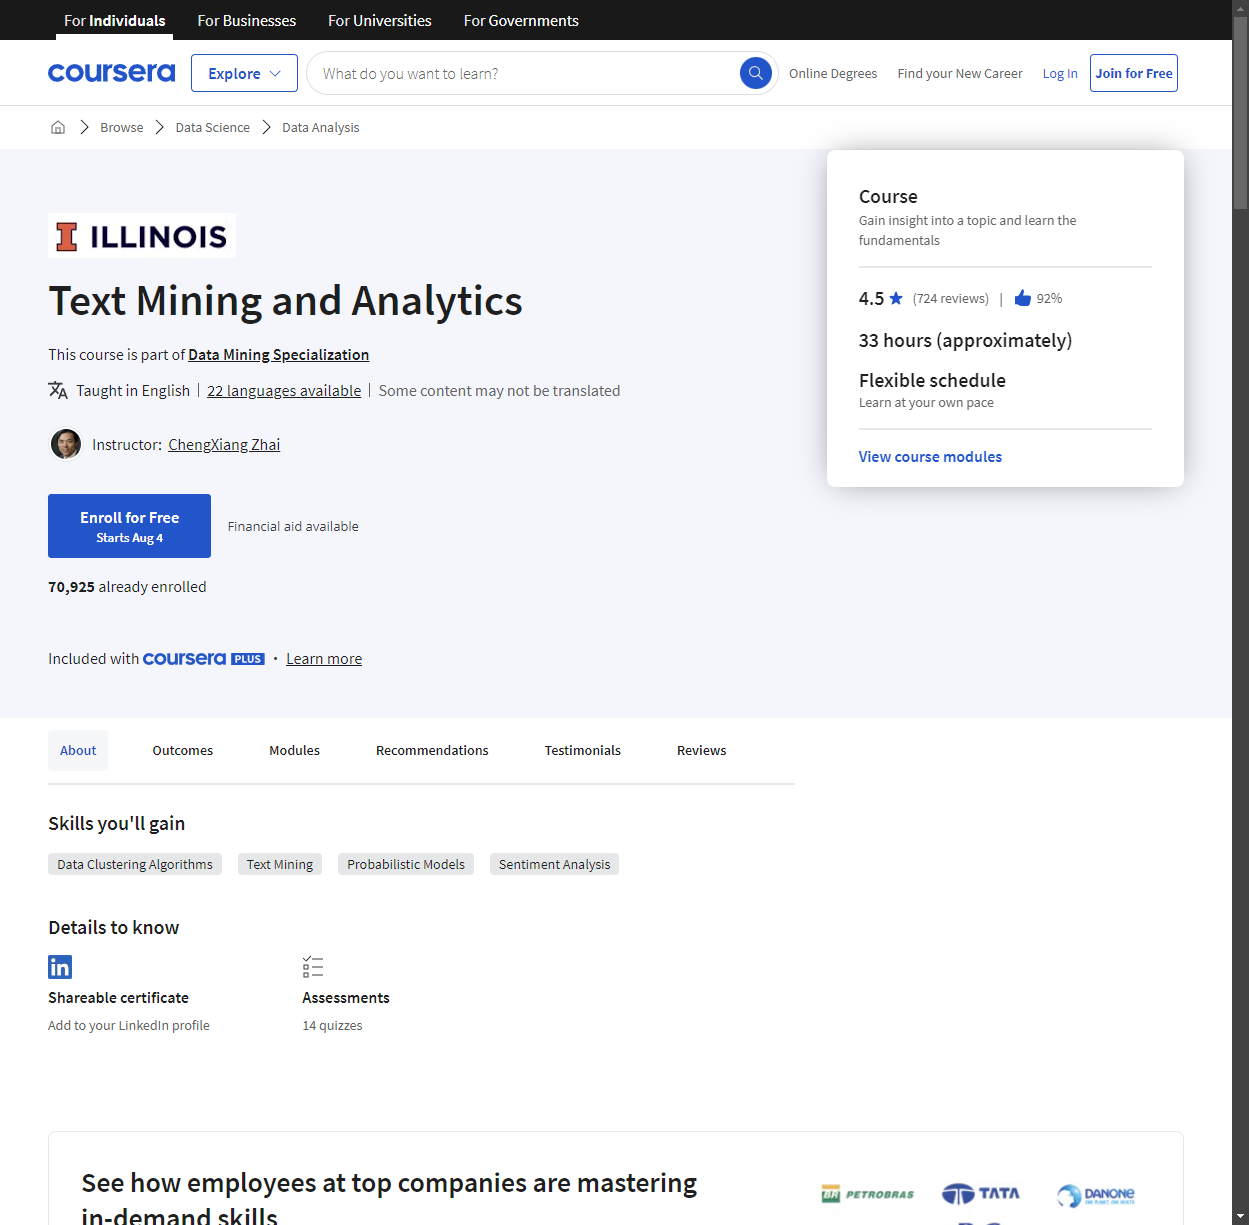 For Individuals
For Businesses
For Universities
For Governments
coursera
Explore
What do you want to learn?
Online Degrees
Find your New Career
Log In
Join for Free
Browse
Data Science
Data Analysis
ILLINOIS
Text Mining and Analytics
This course is part of Data Mining Specialization
Taught in English | 22 languages available | Some content may not be translated
Instructor: ChengXiang Zhai
Enroll for Free
Starts Aug 4
Financial aid available
70,925 already enrolled
Included with coursera PLUS • Learn more
Course
Gain insight into a topic and learn the
fundamentals
4.5 (724 reviews) | 92%
33 hours (approximately)
Flexible schedule
Learn at your own pace
View course modules
About
Outcomes
Modules
Recommendations
Testimonials
Reviews
Skills you'll gain
Data Clustering Algorithms
Text Mining
Probabilistic Models
Sentiment Analysis
Details to know
in
Shareable certificate
Add to your LinkedIn profile
Assessments
14 quizzes
See how employees at top companies are mastering
in-demand skills
BR PETROBRAS
TATA
DANONE